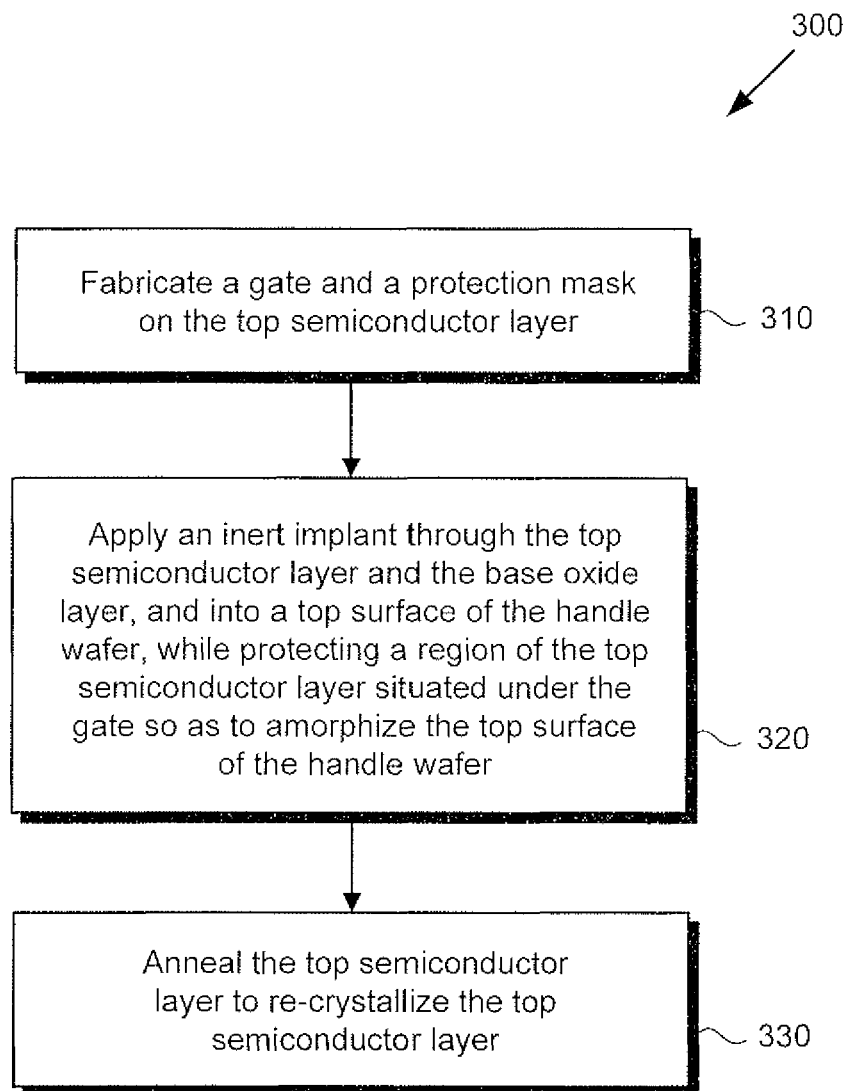 300
Fabricate a gate and a protection mask
on the top semiconductor layer
310
Apply an inert implant through the top
semiconductor layer and the base oxide
layer, and into a top surface of the handle
wafer, while protecting a region of the top
semiconductor layer situated under the
gate so as to amorphize the top surface
of the handle wafer
320
Anneal the top semiconductor
layer to re-crystallize the top
semiconductor layer
330